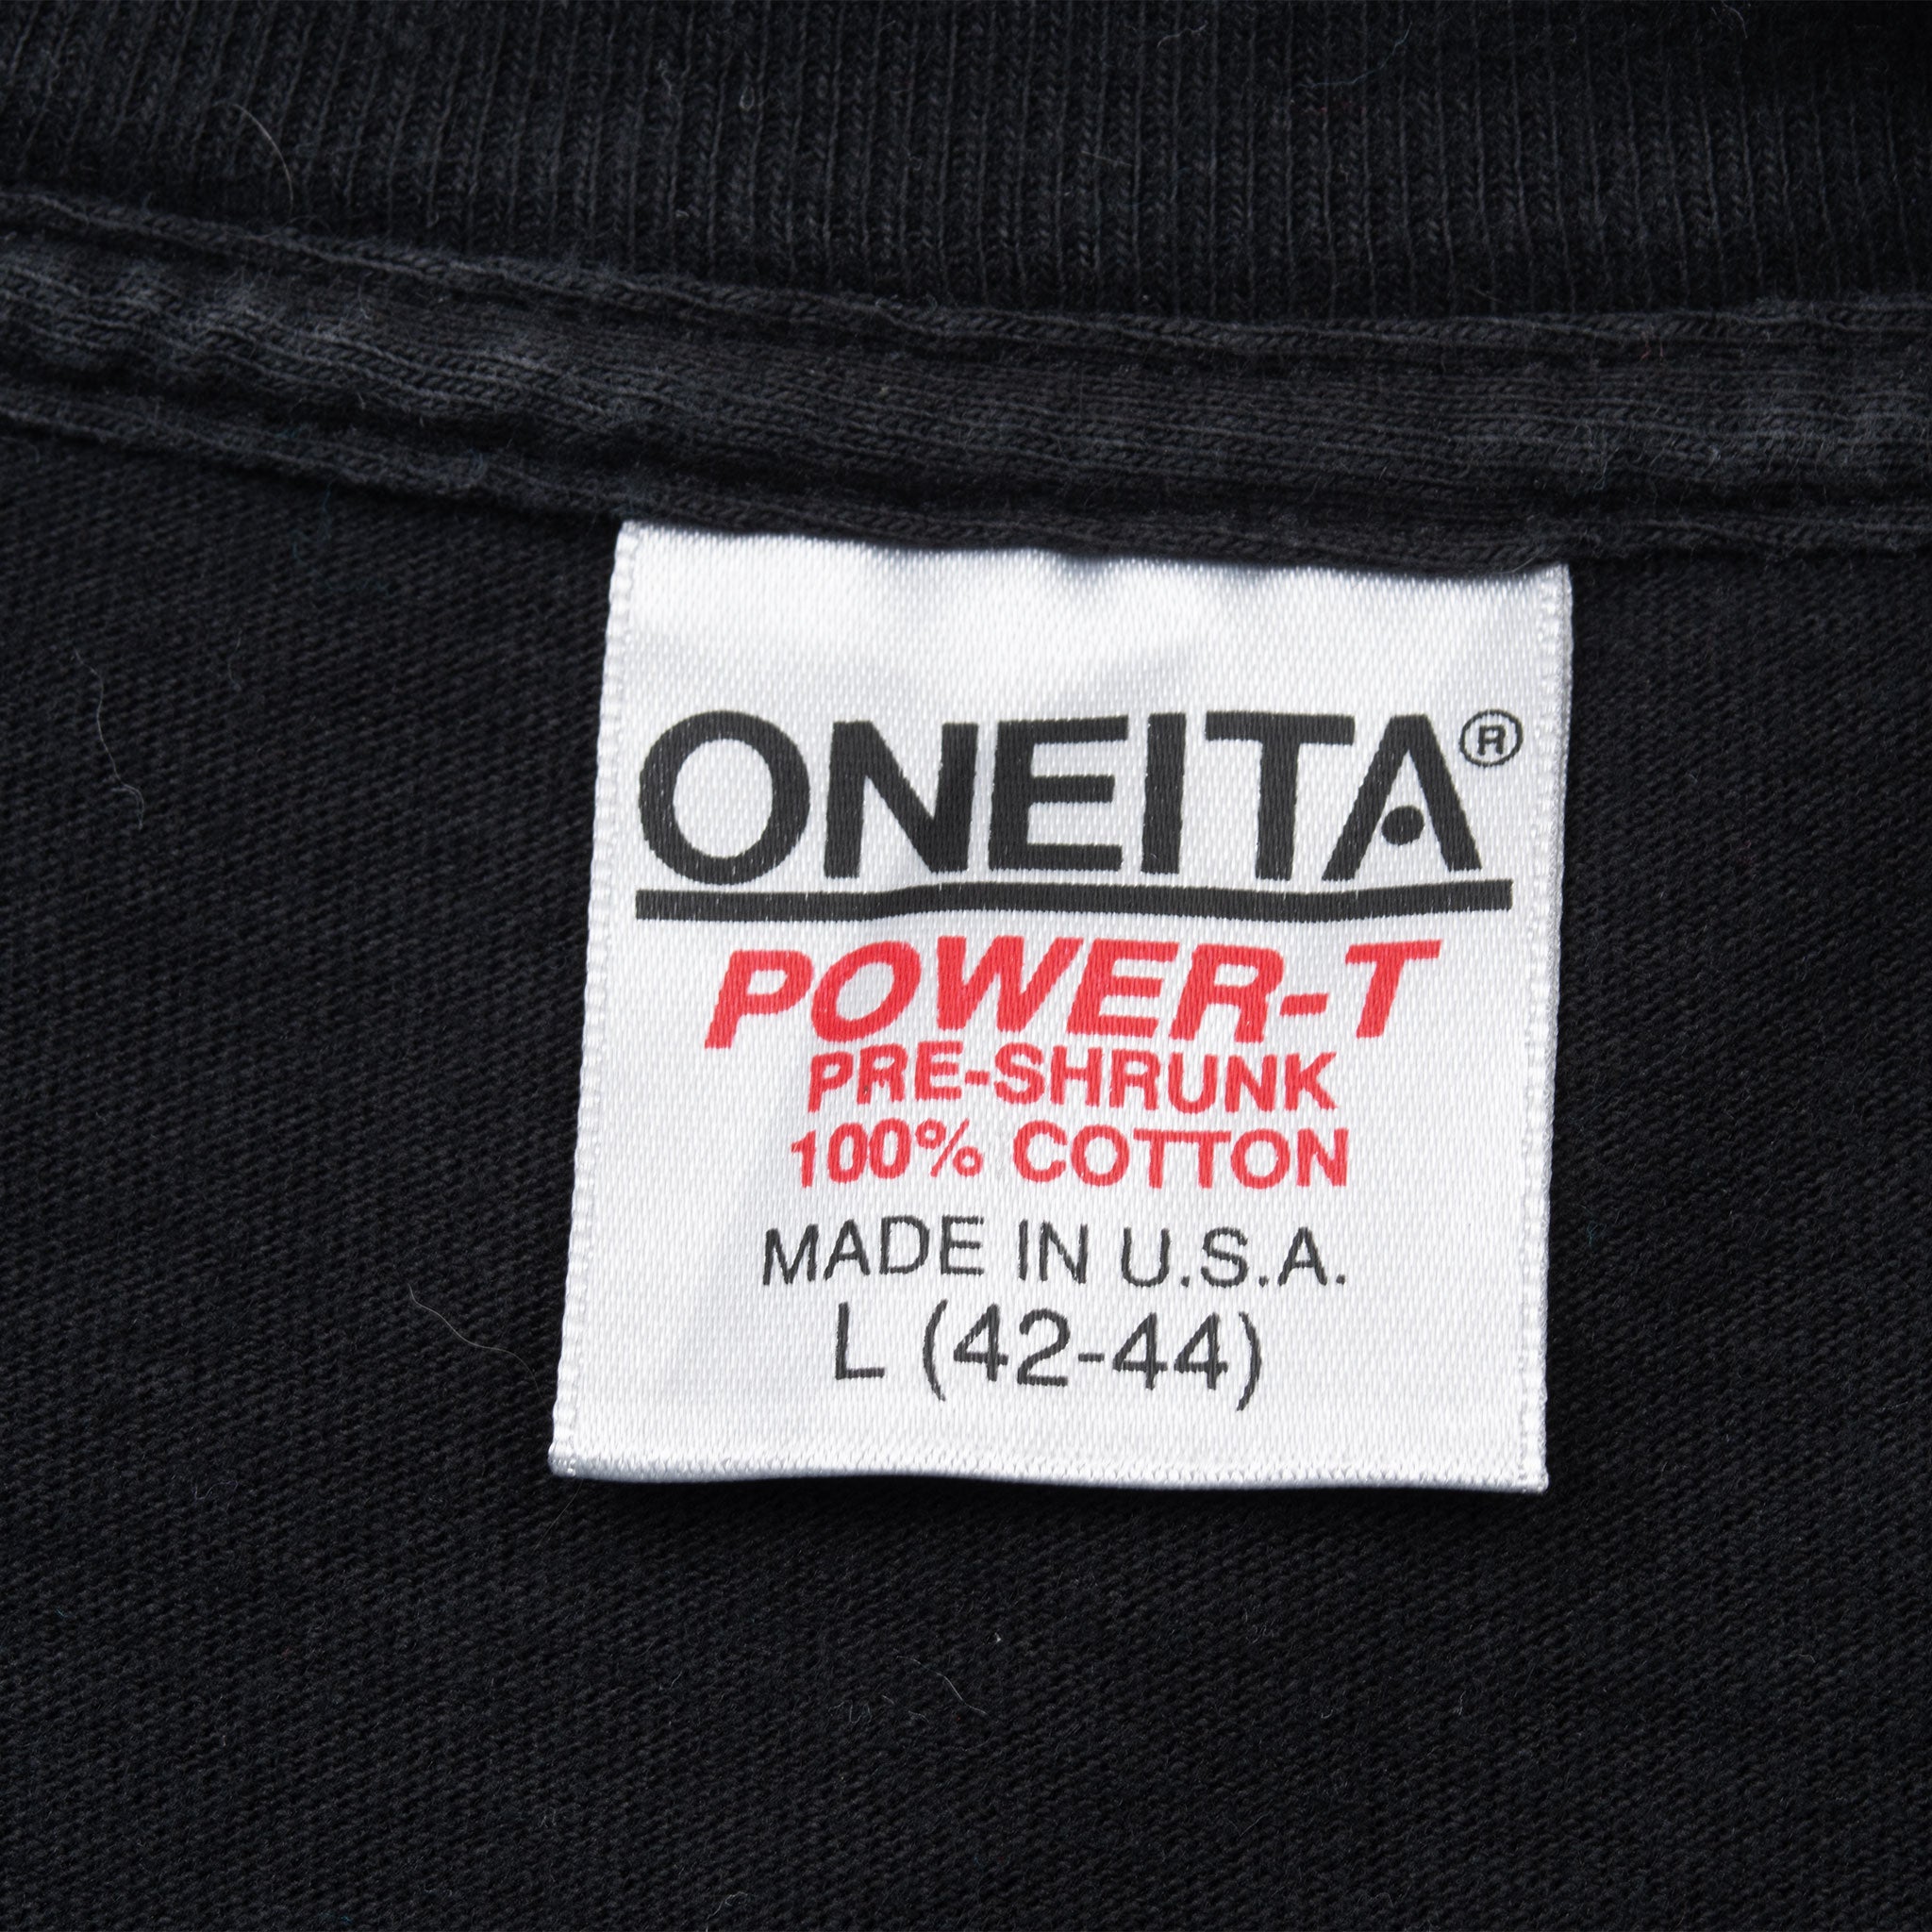 ONEITA®
POWER-T
PRE-SHRUNK
100% COTTON
MADE IN U.S.A.
L (42-44)